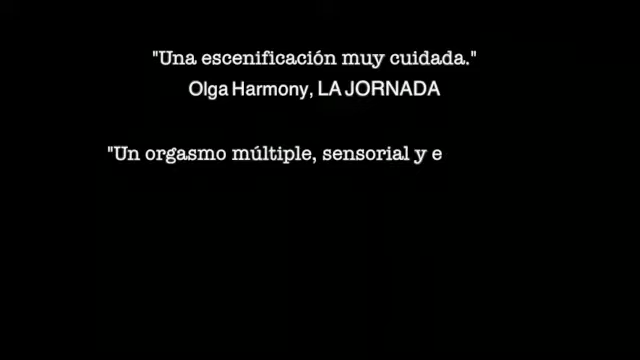 "Una escenificación muy cuidada."
Olga Harmony, LA JORNADA
"Un orgasmo múltiple, sensorial y e